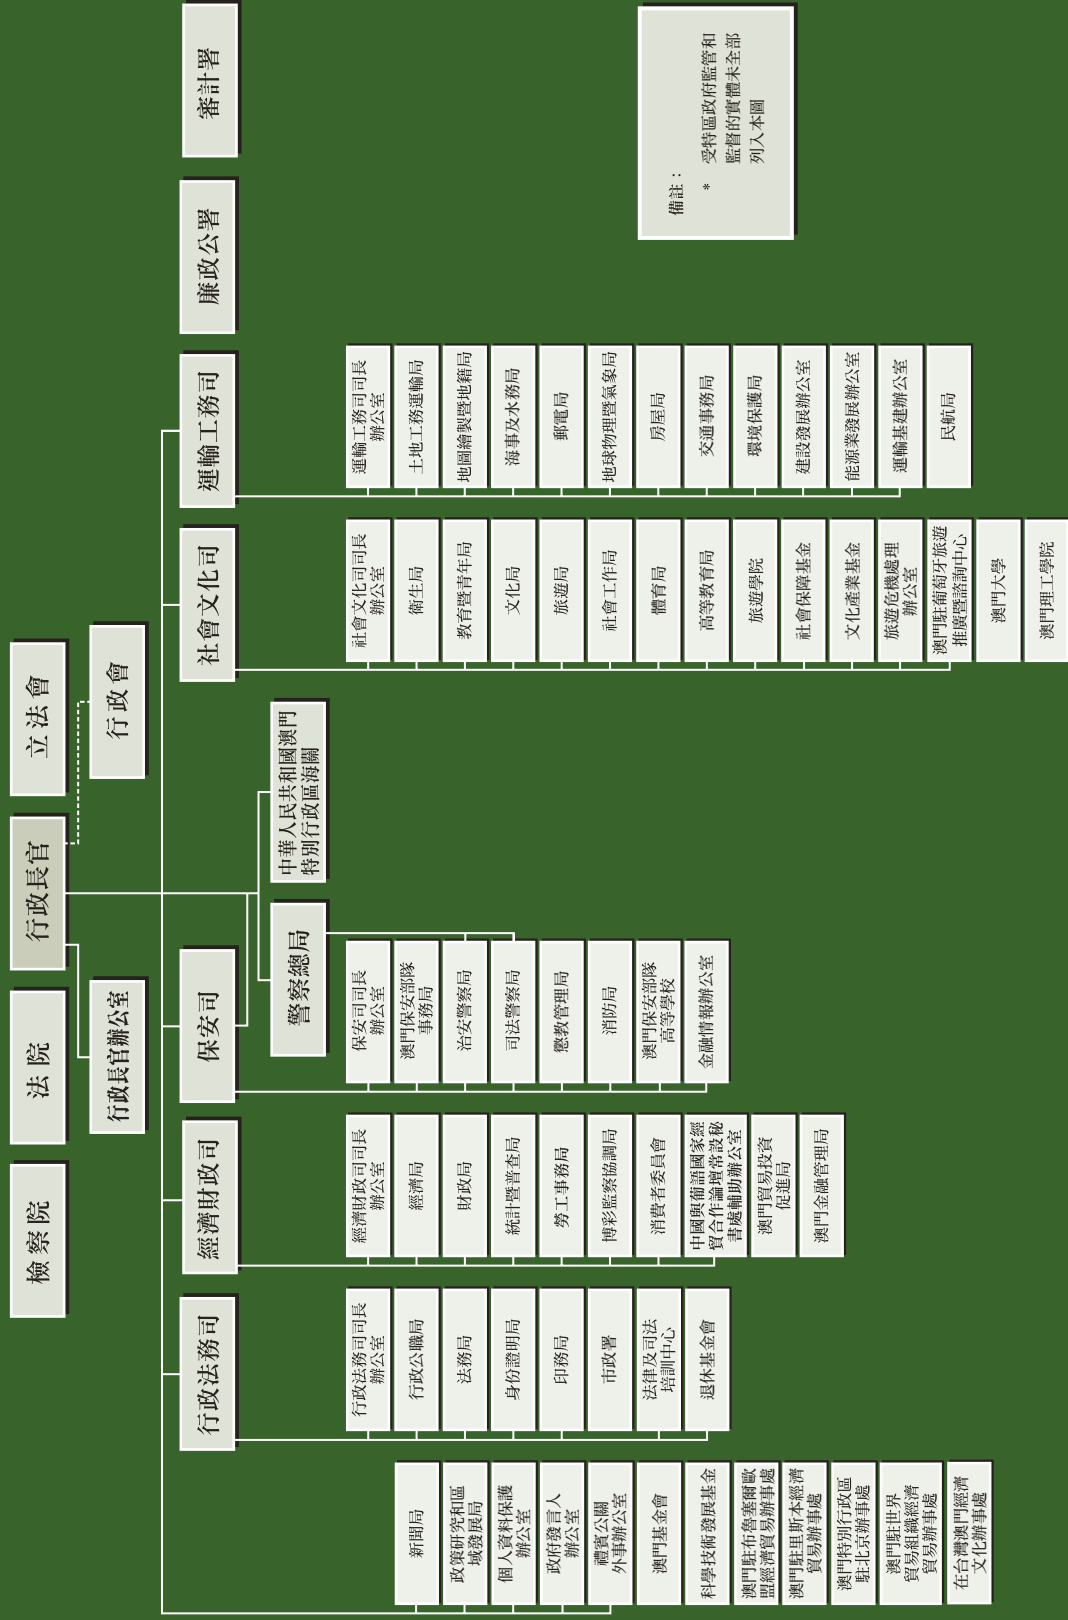 檢察院
法院
行政長官
立法會
行政長官辦公室
行政會
行政法務司
經濟財政司
保安司
社會文化司
運輸工務司
廉政公署
審計署
警察總局
中華人民共和國澳門
特別行政區海關
新聞局
政策研究和區
域發展局
個人資料保護
辦公室
政府發言人
辦公室
禮賓公關
外事辦公室
澳門基金會
科學技術發展基金
澳門駐布魯塞爾歐
盟經濟貿易辦事處
澳門駐里斯本經濟
貿易辦事處
澳門特別行政區
駐北京辦事處
澳門駐世界
貿易組織經濟
貿易辦事處
在台灣澳門經濟
文化辦事處
行政法務司司長
辦公室
行政公職局
法務局
身份證明局
印務局
市政署
法律及司法
培訓中心
退休基金會
經濟財政司司長
辦公室
經濟局
財政局
統計暨普查局
勞工事務局
博彩監察協調局
消費者委員會
中國與葡語國家經
貿合作論壇常設秘
書處輔助辦公室
澳門貿易投資
促進局
澳門金融管理局
保安司司長
辦公室
澳門保安部隊
事務局
治安警察局
司法警察局
懲教管理局
消防局
澳門保安部隊
高等學校
金融情報辦公室
社會文化司司長
辦公室
衛生局
教育暨青年局
文化局
旅遊局
社會工作局
體育局
高等教育局
旅遊學院
社會保障基金
文化產業基金
旅遊危機處理
辦公室
澳門駐葡萄牙旅遊
推廣暨諮詢中心
澳門大學
澳門理工學院
運輸工務司司長
辦公室
土地工務運輸局
地圖繪製暨地籍局
海事及水務局
郵電局
地球物理暨氣象局
房屋局
交通事務局
環境保護局
建設發展辦公室
能源業發展辦公室
運輸基建辦公室
民航局
備註：
* 受特區政府監管和
監督的實體未全部
列入本圖